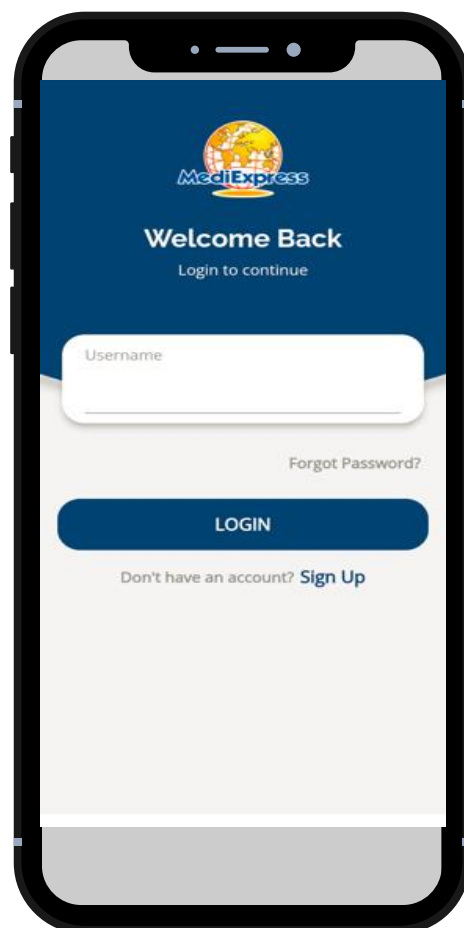 MediExpress
Welcome Back
Login to continue
Username
Forgot Password?
LOGIN
Don't have an account? Sign Up